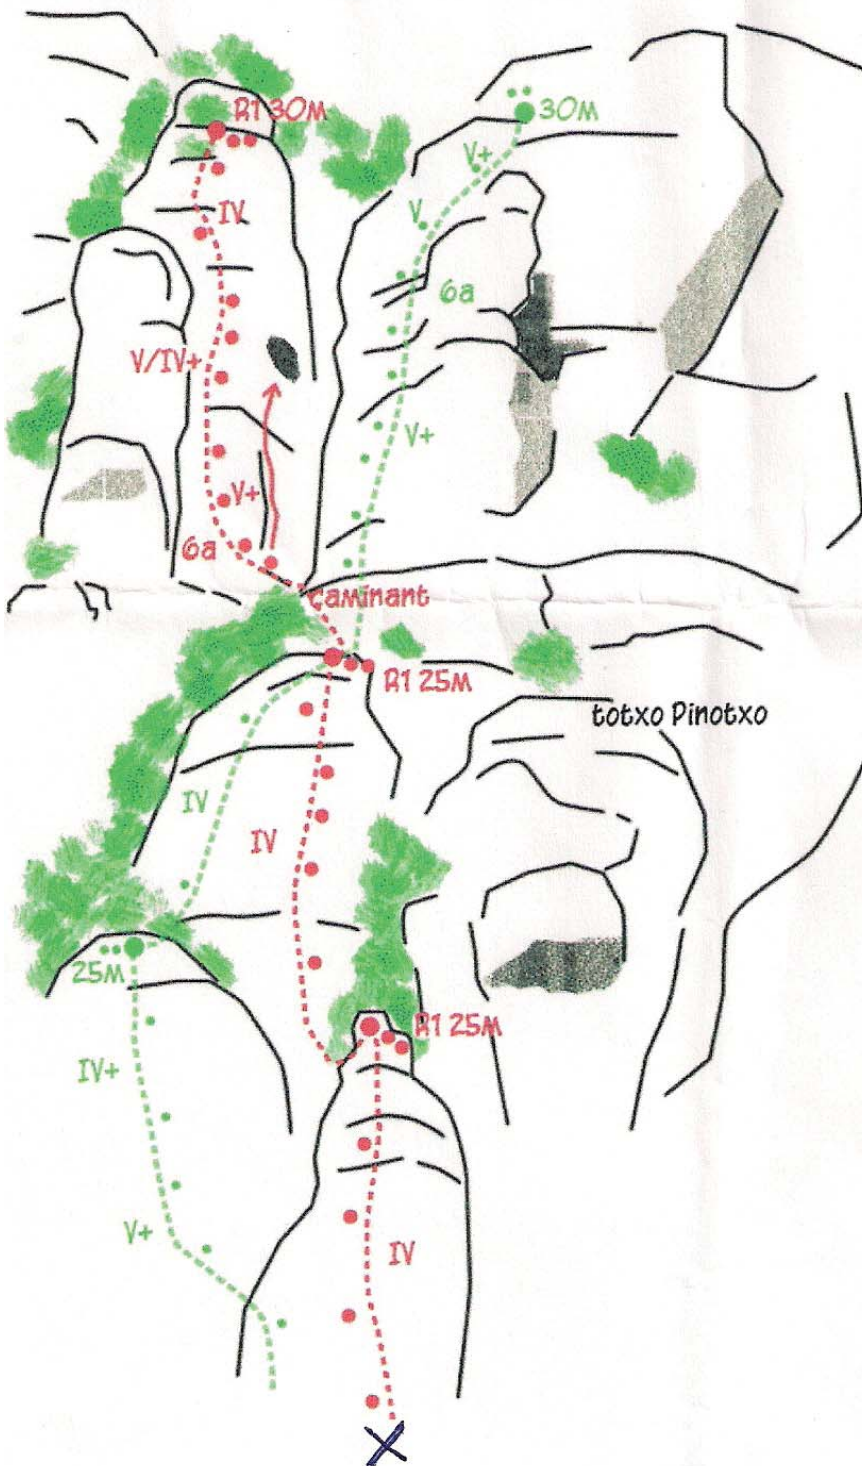 R1 30M
30M
V+
IV
V
6a
V/IV+
V+
V+
6a
caminant
R1 25M
totxo Pinotxo
IV
IV
25M
R1 25M
IV+
V+
IV
X